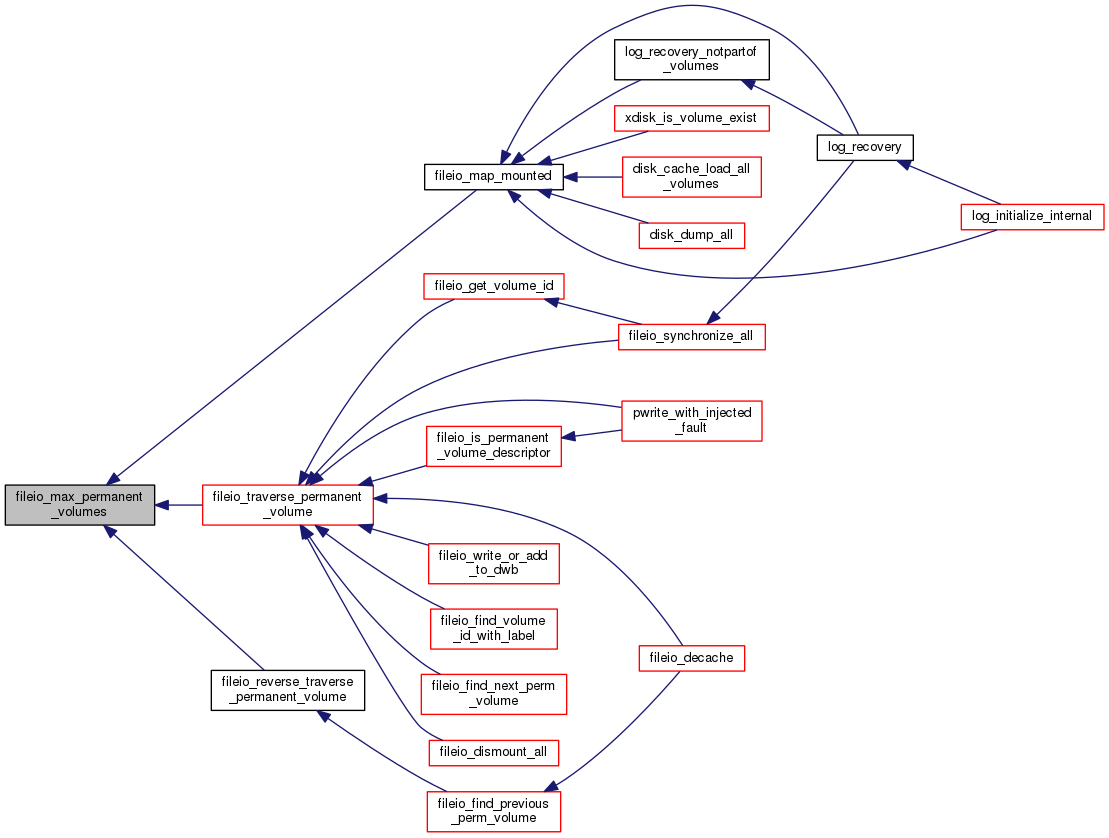 log_recovery_notpartof
_volumes
xdisk_is_volume_exist
log_recovery
fileio_map_mounted
disk_cache_load_all
_volumes
log_initialize_internal
disk_dump_all
fileio_get_volume_id
fileio_synchronize_all
pwrite_with_injected
_fault
fileio_is_permanent
_volume_descriptor
fileio_max_permanent
_volumes
fileio_traverse_permanent
_volume
fileio_write_or_add
_to_dwb
fileio_find_volume
_id_with_label
fileio_decache
fileio_reverse_traverse
_permanent_volume
fileio_find_next_perm
_volume
fileio_dismount_all
fileio_find_previous
_perm_volume